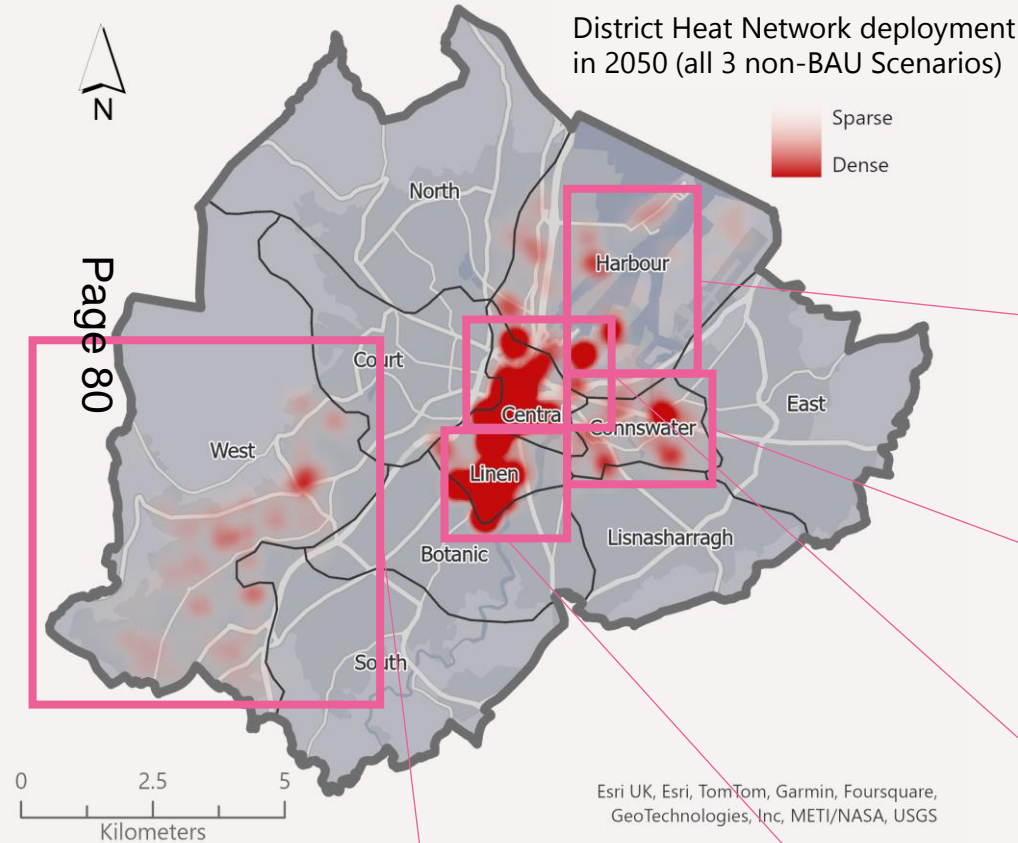 District Heat Network deployment
in 2050 (all 3 non-BAU Scenarios)
Sparse
Dense
N
North
Harbour
Page 80
Court
Central
East
Connswater
West
Linen
Lisnasharragh
Botanic
South
0 2.5 5
Kilometers
Esri UK, Esri, TomTom, Garmin, Foursquare,
GeoTechnologies, Inc, METI/NASA, USGS